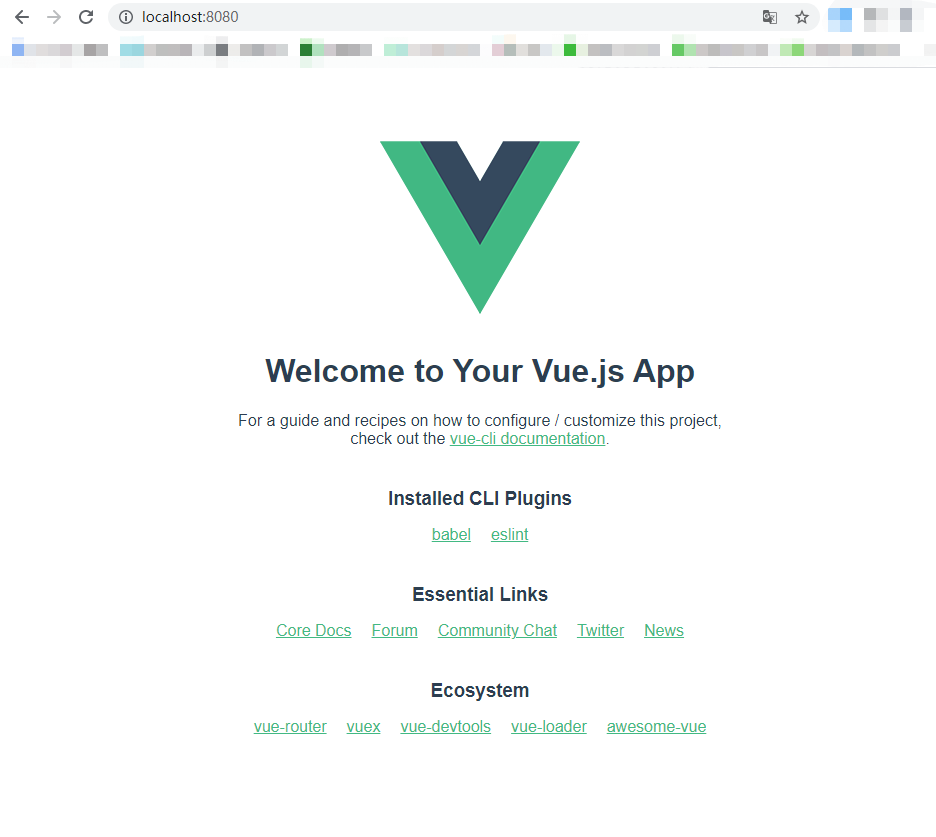 localhost:8080
Welcome to Your Vue.js App
For a guide and recipes on how to configure / customize this project,
check out the vue-cli documentation.
Installed CLI Plugins
babel eslint
Essential Links
Core Docs Forum Community Chat Twitter News
Ecosystem
vue-router vuex vue-devtools vue-loader awesome-vue